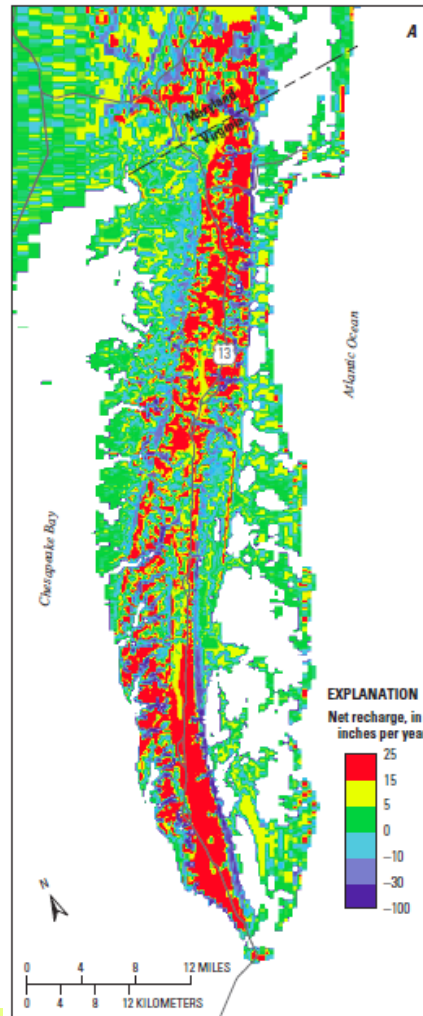 A
Maryland
Virginia
13
Atlantic Ocean
Chesapeake Bay
EXPLANATION
Net recharge, in
inches per yea
25
15
5
0
–10
–30
–100
N
0 4 8 12 MILES
0 4 8 12 KILOMETERS